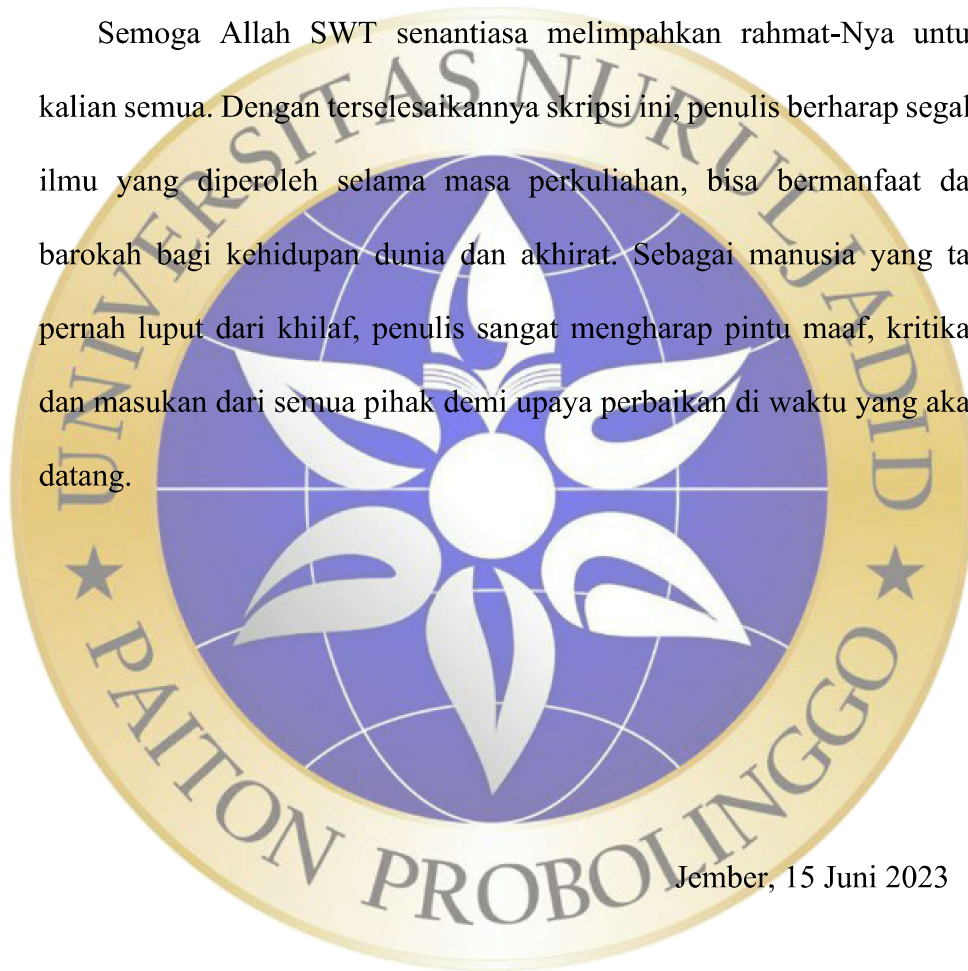 Semoga Allah SWT senantiasa melimpahkan rahmat-Nya untu
kalian semua. Dengan terselesaikannya skripsi ini, penulis berharap segal
ilmu yang diperoleh selama masa perkuliahan, bisa bermanfaat da
barokah bagi kehidupan dunia dan akhirat. Sebagai manusia yang ta
pernah luput dari khilaf, penulis sangat mengharap pintu maaf, kritika
dan masukan dari semua pihak demi upaya perbaikan di waktu yang aka
datang.
Jember, 15 Juni 2023
UNIVERSITAS NURUL JADID
PAITON PROBOLINGGO